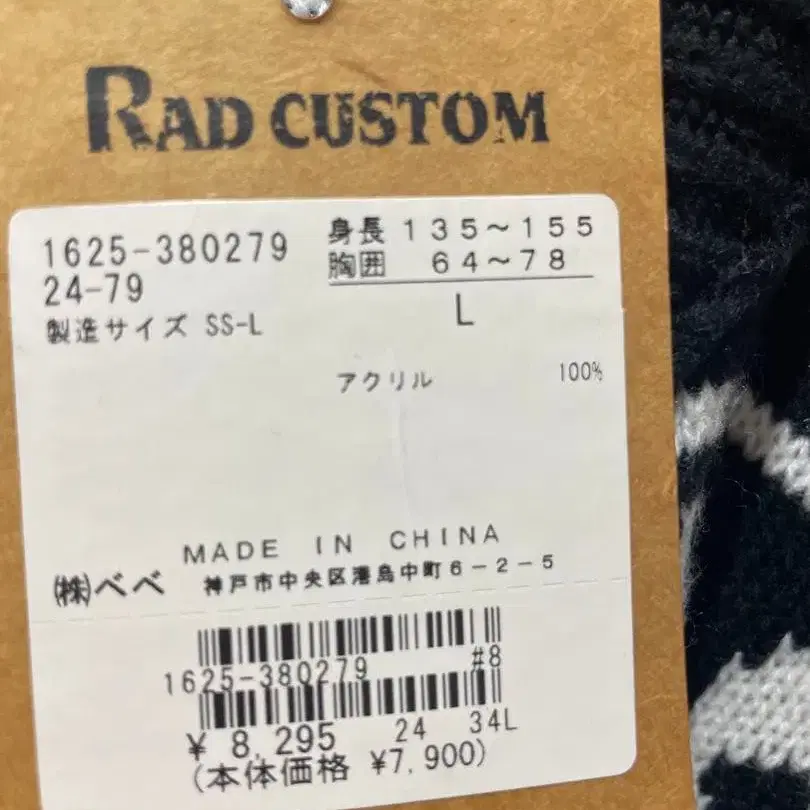 RAD CUSTOM
1625-380279
24-79
製造サイズ SS-L
身長 135～155
胸囲 64～78
L
アクリル 100%
MADE IN CHINA
㈱べべ 神戸市中央区港島中町6-2-5
1625-380279 #8
¥ 8,295 24 34L
(本体価格 ¥7,900)